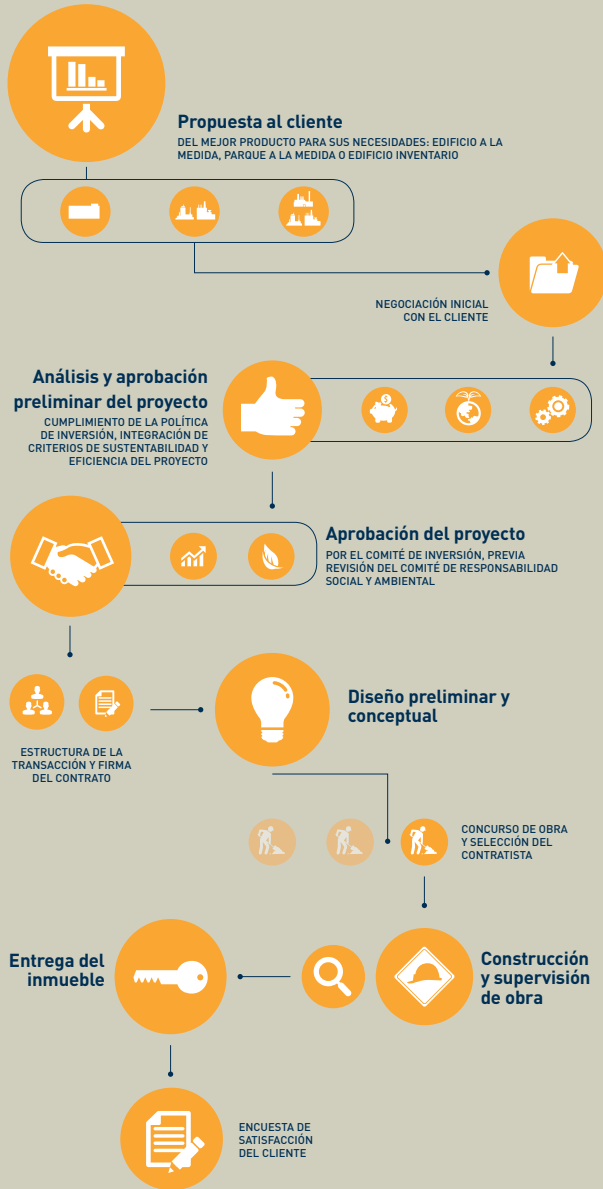 Propuesta al cliente
DEL MEJOR PRODUCTO PARA SUS NECESIDADES: EDIFICIO A LA
MEDIDA, PARQUE A LA MEDIDA O EDIFICIO INVENTARIO
NEGOCIACIÓN INICIAL
CON EL CLIENTE
Análisis y aprobación
preliminar del proyecto
CUMPLIMIENTO DE LA POLÍTICA
DE INVERSIÓN, INTEGRACIÓN DE
CRITERIOS DE SUSTENTABILIDAD Y
EFICIENCIA DEL PROYECTO
$
Aprobación del proyecto
POR EL COMITÉ DE INVERSIÓN, PREVIA
REVISIÓN DEL COMITÉ DE RESPONSABILIDAD
SOCIAL Y AMBIENTAL
ESTRUCTURA DE LA
TRANSACCIÓN Y FIRMA
DEL CONTRATO
Diseño preliminar y
conceptual
CONCURSO DE OBRA
Y SELECCIÓN DEL
CONTRATISTA
Construcción
y supervisión
de obra
Entrega del
inmueble
ENCUESTA DE
SATISFACCIÓN
DEL CLIENTE